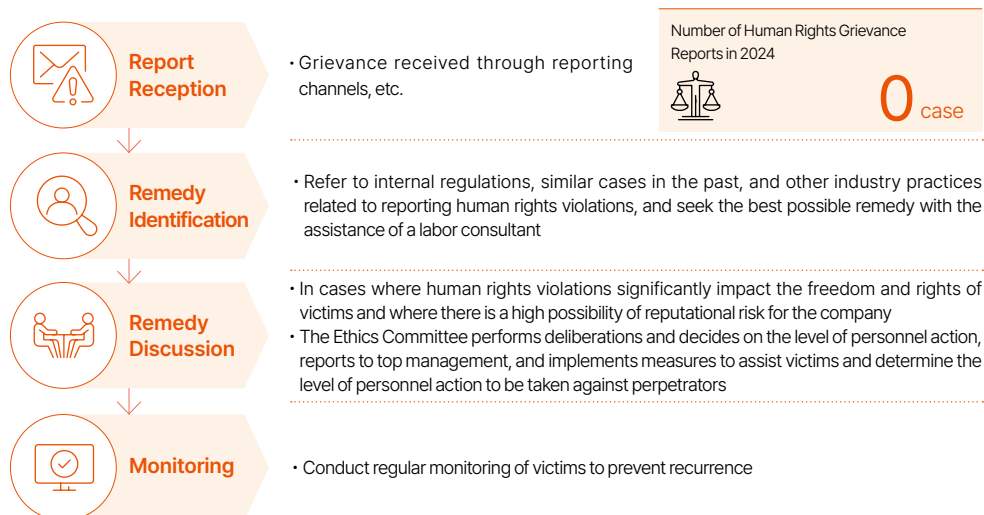 Report
Reception
• Grievance received through reporting
channels, etc.
Number of Human Rights Grievance
Reports in 2024
0 case
Remedy
Identification
• Refer to internal regulations, similar cases in the past, and other industry practices
related to reporting human rights violations, and seek the best possible remedy with the
assistance of a labor consultant
Remedy
Discussion
• In cases where human rights violations significantly impact the freedom and rights of
victims and where there is a high possibility of reputational risk for the company
• The Ethics Committee performs deliberations and decides on the level of personnel action,
reports to top management, and implements measures to assist victims and determine the
level of personnel action to be taken against perpetrators
Monitoring
• Conduct regular monitoring of victims to prevent recurrence